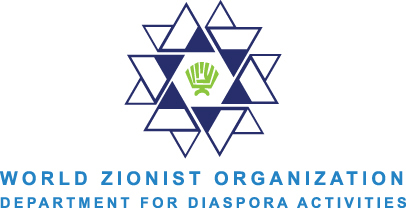 WORLD ZIONIST ORGANIZATION
DEPARTMENT FOR DIASPORA ACTIVITIES